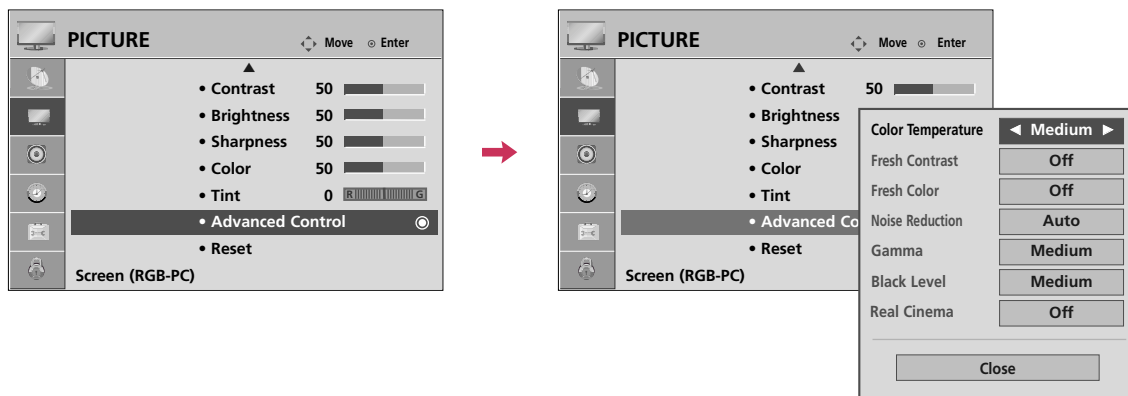 PICTURE Move Enter
• Contrast 50
• Brightness 50
• Sharpness 50
• Color 50
• Tint 0 R G
• Advanced Control
• Reset
Screen (RGB-PC)
PICTURE Move Enter
• Contrast 50
• Brightness
• Sharpness
• Color
• Tint
• Advanced Co
• Reset
Screen (RGB-PC)
Color Temperature ◄ Medium ►
Fresh Contrast Off
Fresh Color Off
Noise Reduction Auto
Gamma Medium
Black Level Medium
Real Cinema Off
Close